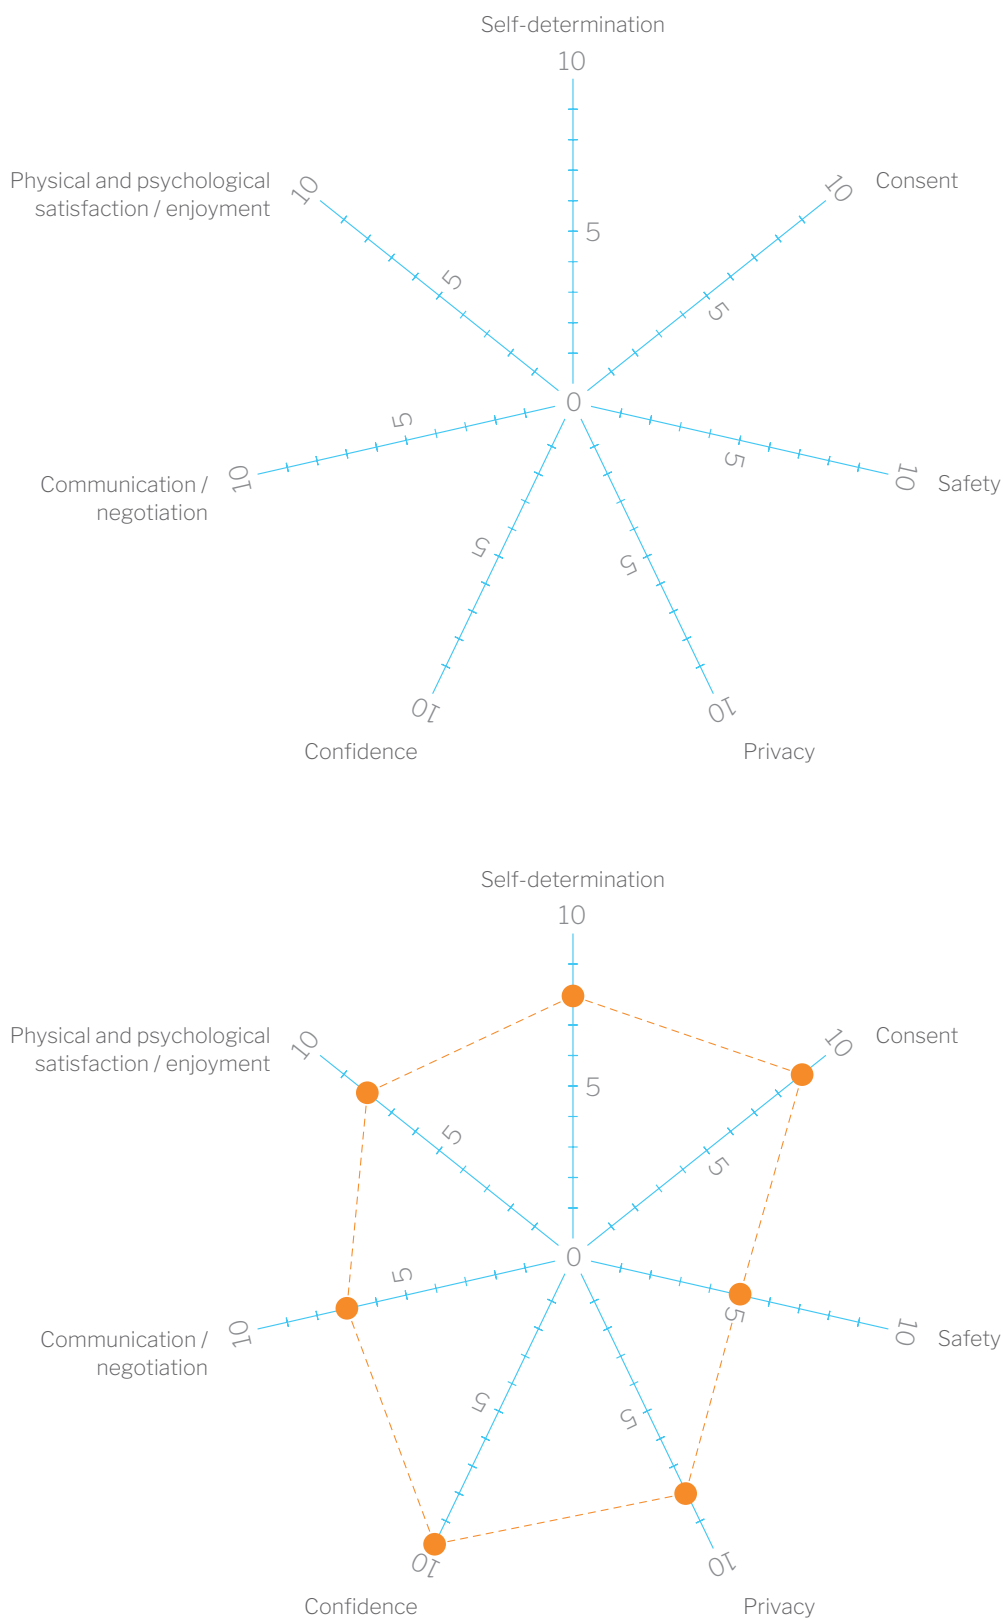 Self-determination
10
Physical and psychological
satisfaction / enjoyment
10
10
Consent
5
5
5
0
Communication /
negotiation
10
5
5
10
Safety
5
5
10
10
Confidence
Privacy
Self-determination
10
Physical and psychological
satisfaction / enjoyment
10
10
Consent
5
5
5
0
Communication /
negotiation
10
5
5
10
Safety
5
5
10
10
Confidence
Privacy